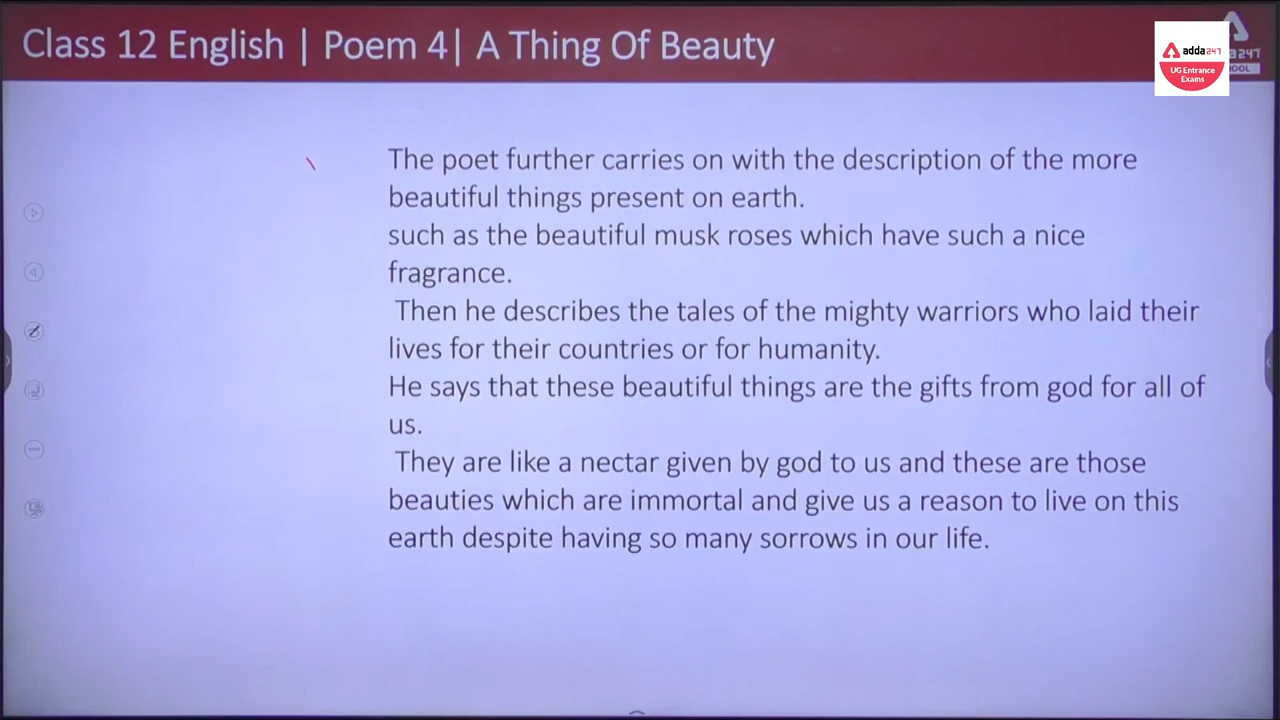 Class 12 English | Poem 4| A Thing Of Beauty
adda247
UG Entrance
Exams
The poet further carries on with the description of the more
beautiful things present on earth.
such as the beautiful musk roses which have such a nice
fragrance.
Then he describes the tales of the mighty warriors who laid their
lives for their countries or for humanity.
He says that these beautiful things are the gifts from god for all of
us.
They are like a nectar given by god to us and these are those
beauties which are immortal and give us a reason to live on this
earth despite having so many sorrows in our life.